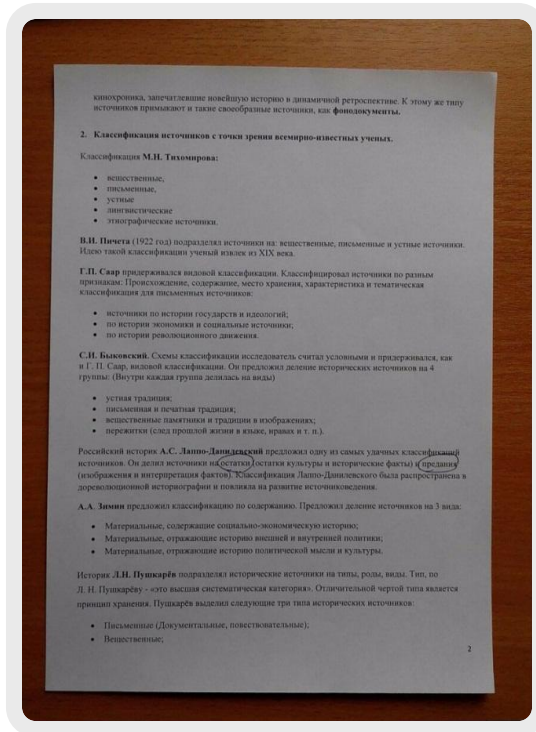 кинохроника, запечатлевшие новейшую историю в динамичной ретроспективе. К этому же типу
источников примыкают и такие своеобразные источники, как фонодокументы.
2. Классификация источников с точки зрения всемирно-известных ученых.
Классификация М.Н. Тихомирова:
• вещественные,
• письменные,
• устные
• лингвистические
• этнографические источники.
В.И. Пичета (1922 год) подразделял источники на: вещественные, письменные и устные источники.
Идею такой классификации ученый извлек из XIX века.
Г.П. Саар придерживался видовой классификации. Классифицировал источники по разным
признакам: Происхождение, содержание, место хранения, характеристика и тематическая
классификация для письменных источников:
• источники по истории государств и идеологий;
• по истории экономики и социальные источники;
• по истории революционного движения.
С.Н. Быковский. Схемы классификации исследователь считал условными и придерживался, как
и Г. П. Саар, видовой классификации. Он предложил деление исторических источников на 4
группы: (Внутри каждая группа делилась на виды)
• устная традиция;
• письменная и печатная традиция;
• вещественные памятники и традиции в изображениях;
• пережитки (след прошлой жизни в языке, нравах и т. п.).
Российский историк А.С. Лаппо-Данилевский предложил одну из самых удачных классификаций
источников. Он делил источники на остатки (остатки культуры и исторические факты) и предания
(изображения и интерпретация фактов). Классификация Лаппо-Данилевского была распространена в
дореволюционной историографии и повлияла на развитие источниковедения.
А.А. Зимин предложил классификацию по содержанию. Предложил деление источников на 3 вида:
• Материальные, содержащие социально-экономическую историю;
• Материальные, отражающие историю внешней и внутренней политики;
• Материальные, отражающие историю политической мысли и культуры.
Историк Л.Н. Пушкарёв подразделял исторические источники на типы, роды, виды. Тип, по
Л. Н. Пушкарёву - «это высшая систематическая категория». Отличительной чертой типа является
принцип хранения. Пушкарёв выделил следующие три типа исторических источников:
• Письменные (Документальные, повествовательные);
• Вещественные;
2